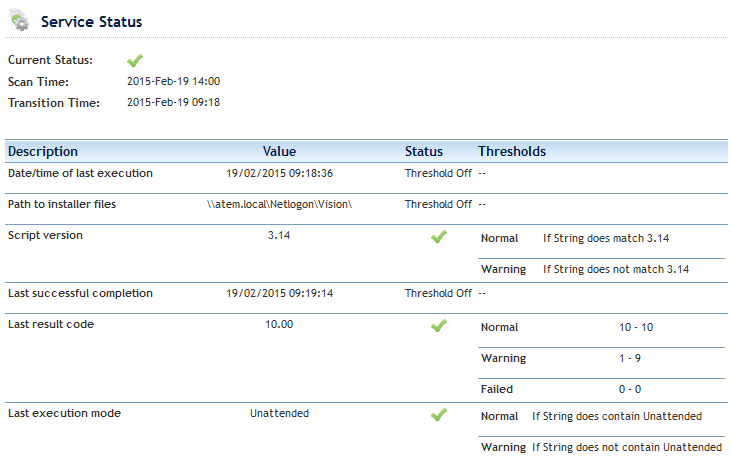 Service Status
Current Status:
Scan Time: 2015-Feb-19 14:00
Transition Time: 2015-Feb-19 09:18
Description Value Status Thresholds
Date/time of last execution 19/02/2015 09:18:36 Threshold Off --
Path to installer files \\atem.local\Netlogon\Vision\ Threshold Off --
Script version 3.14 Normal If String does match 3.14
Warning If String does not match 3.14
Last successful completion 19/02/2015 09:19:14 Threshold Off --
Last result code 10.00 Normal 10 - 10
Warning 1 - 9
Failed 0 - 0
Last execution mode Unattended Normal If String does contain Unattended
Warning If String does not contain Unattended